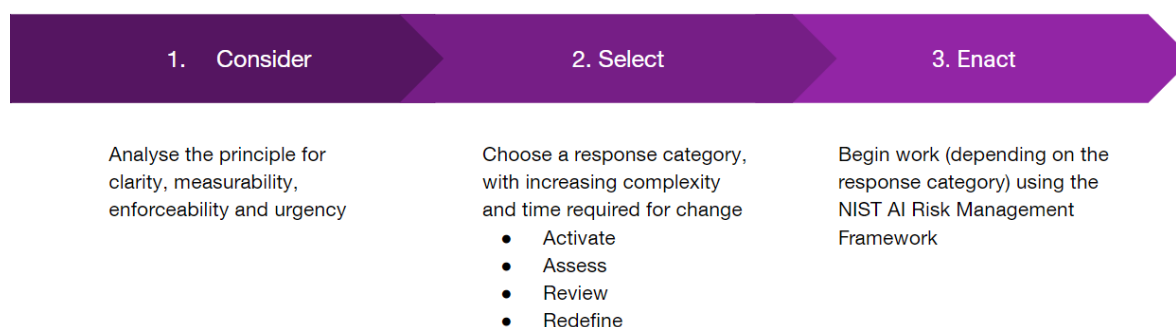 1. Consider
2. Select
3. Enact
Analyse the principle for
clarity, measurability,
enforceability and urgency
Choose a response category,
with increasing complexity
and time required for change
● Activate
● Assess
● Review
● Redefine
Begin work (depending on the
response category) using the
NIST AI Risk Management
Framework